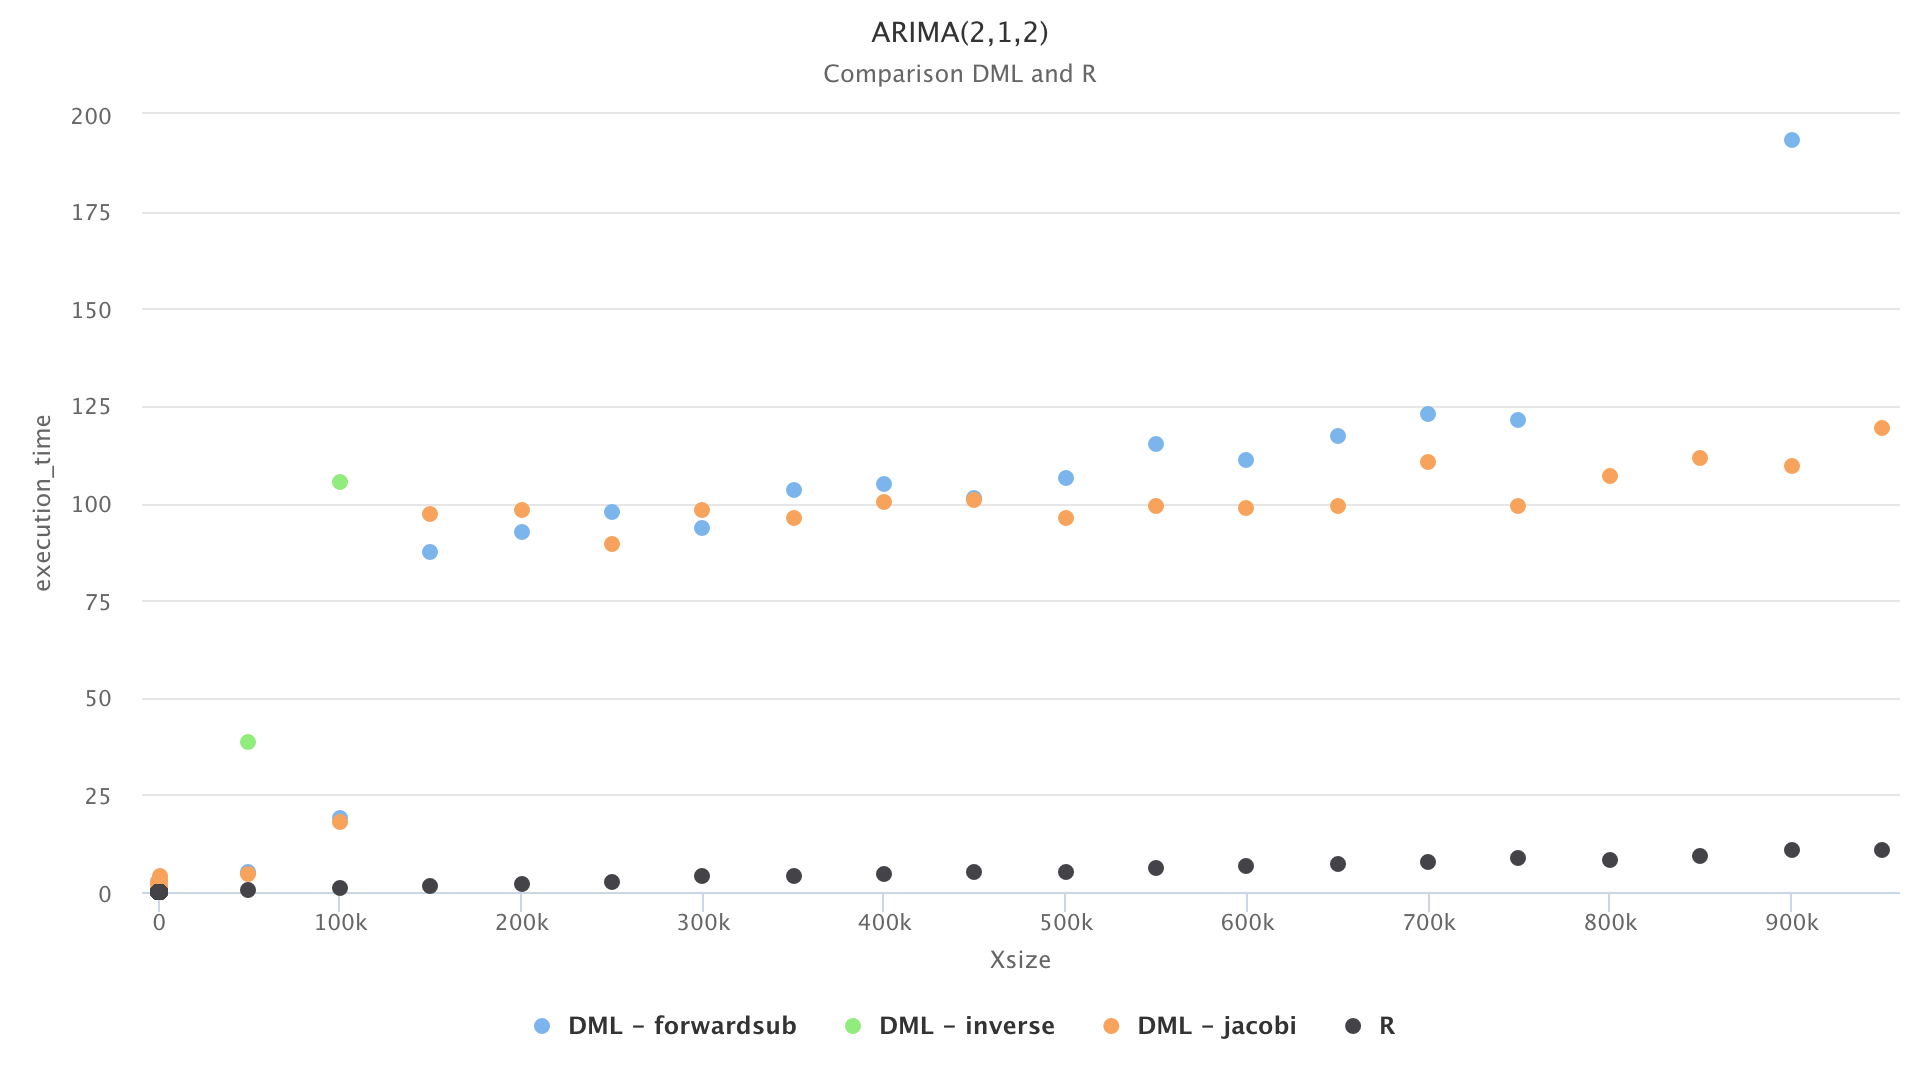 ARIMA(2,1,2)
Comparison DML and R
200
175
150
125
100
75
50
25
0
execution_time
0 100k 200k 300k 400k 500k 600k 700k 800k 900k
Xsize
DML – forwardsub DML – inverse DML – jacobi R